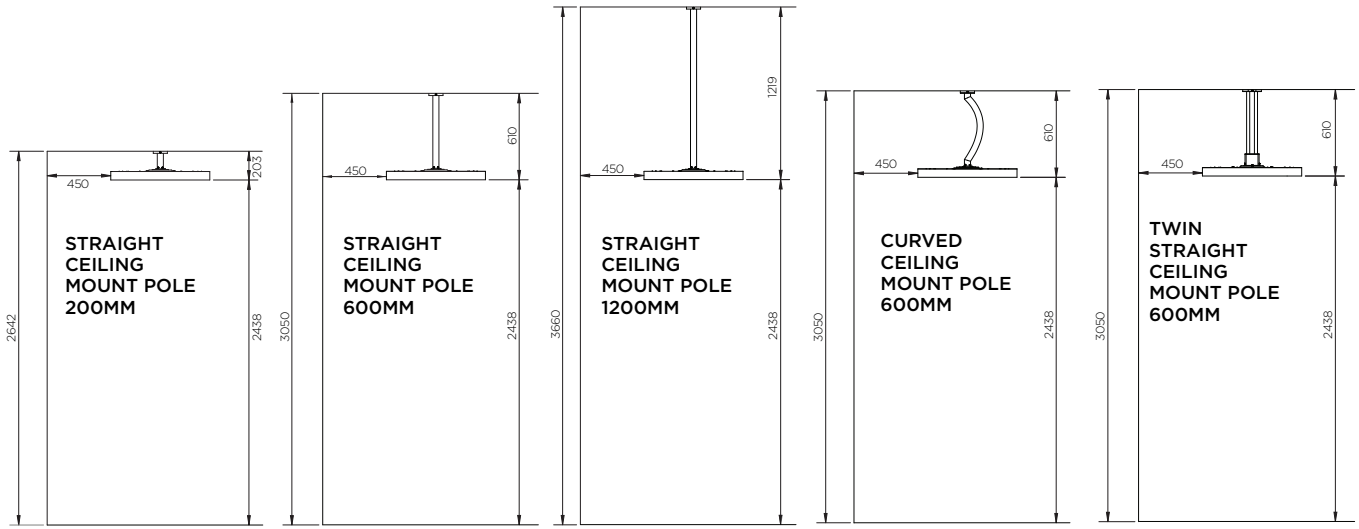 2642
450
203
2438
STRAIGHT
CEILING
MOUNT POLE
200MM
3050
450
610
2438
STRAIGHT
CEILING
MOUNT POLE
600MM
3660
450
1219
2438
STRAIGHT
CEILING
MOUNT POLE
1200MM
3050
450
610
2438
CURVED
CEILING
MOUNT POLE
600MM
3050
450
610
2438
TWIN
STRAIGHT
CEILING
MOUNT POLE
600MM